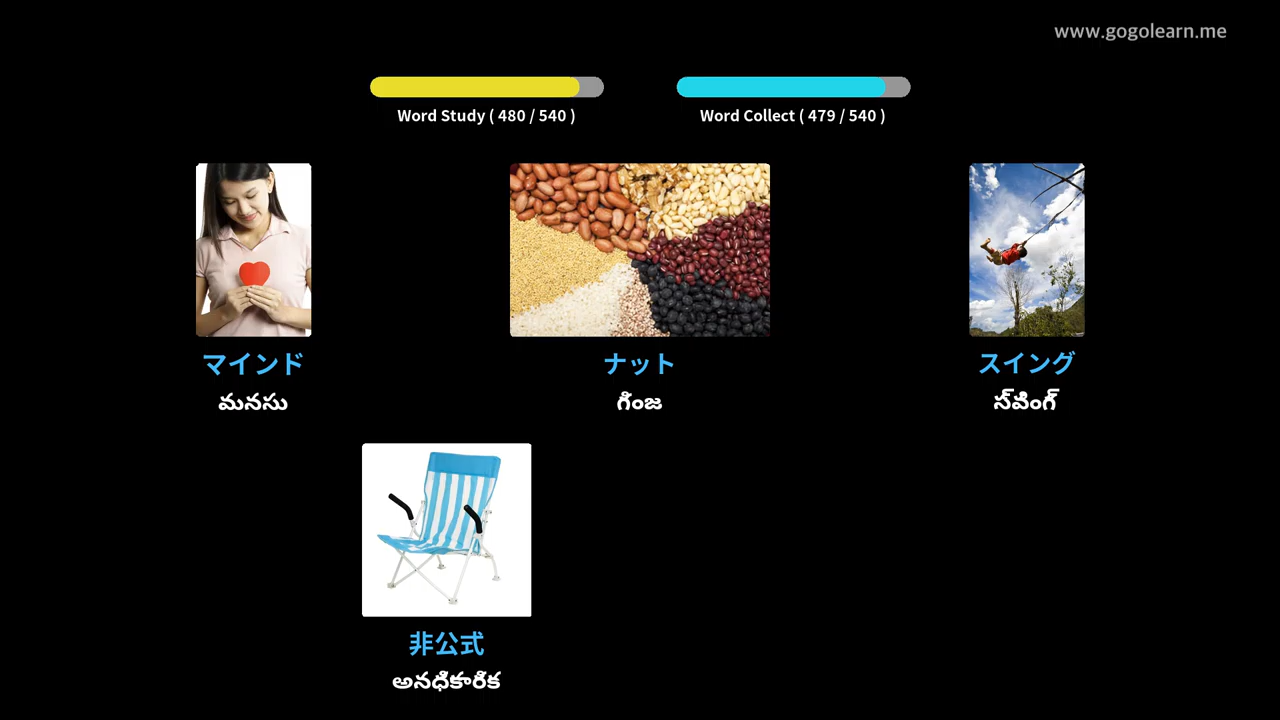 www.gogolearn.me
Word Study ( 480 / 540 )
Word Collect ( 479 / 540 )
マインド
మనసు
ナット
గింజ
スイング
స్వింగ్
非公式
అనధికారిక